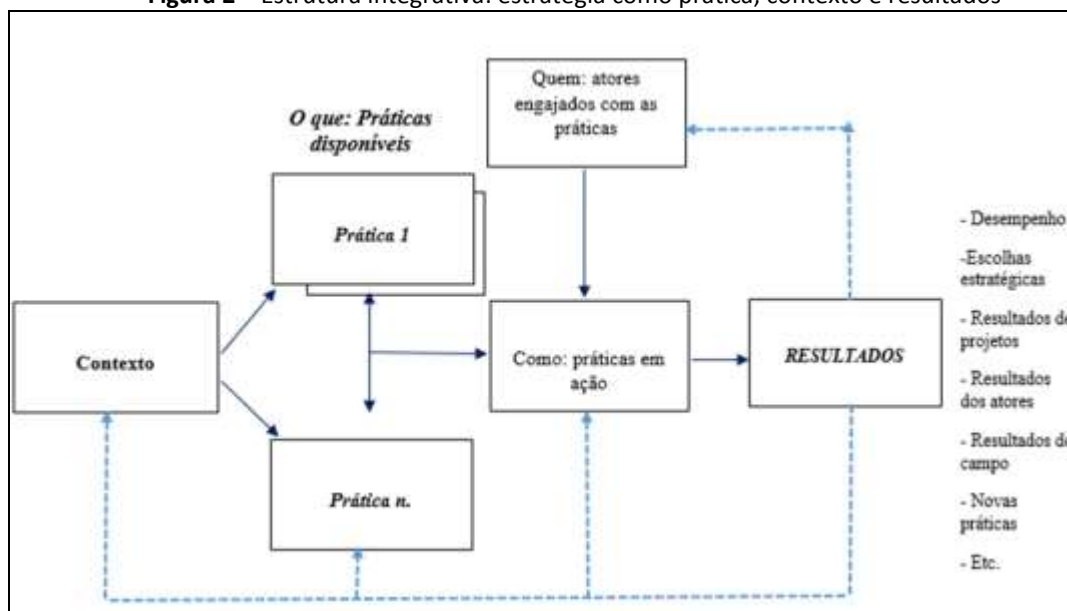 Figura 2 – Estrutura integrativa: estratégia como prática, contexto e resultados
Quem: atores
engajados com as
práticas
O que: Práticas
disponíveis
Prática 1
Contexto
Como: práticas em
ação
RESULTADOS
Prática n.
- Desempenho
-Escolhas
estratégicas
- Resultados de
projetos
- Resultados
dos atores
- Resultados de
campo
- Novas
práticas
- Etc.